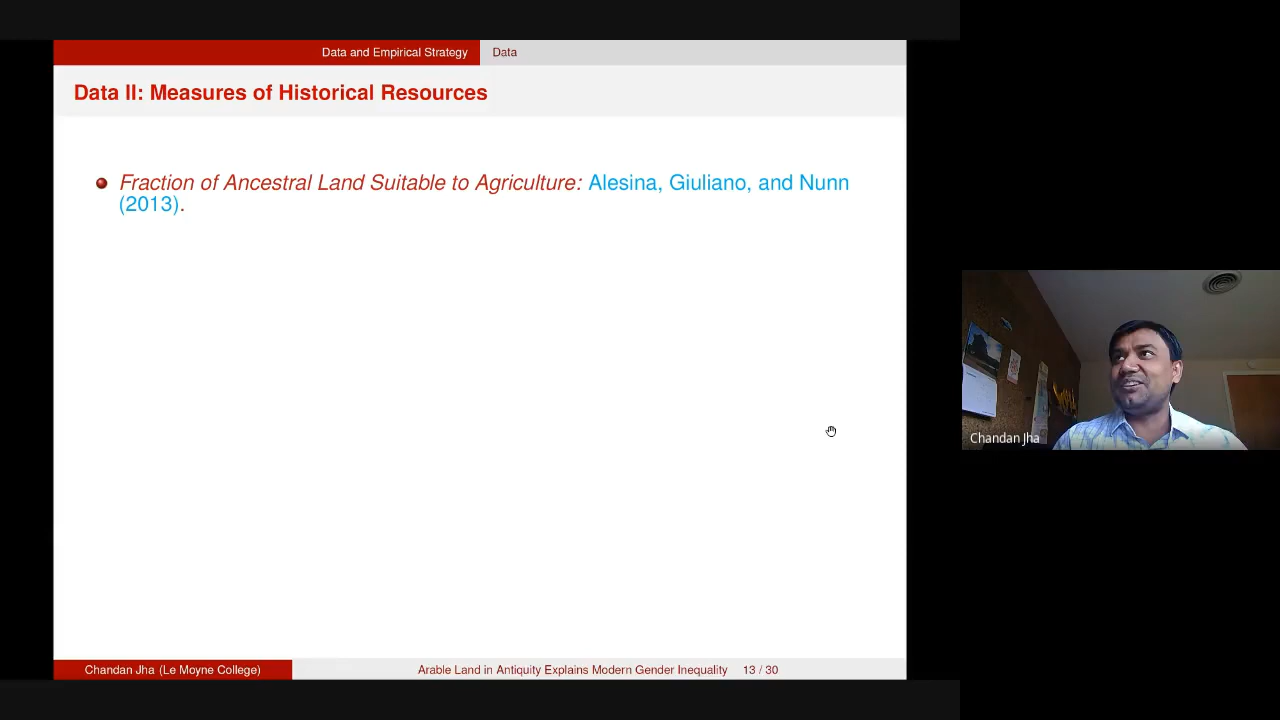 Data and Empirical Strategy Data
Data II: Measures of Historical Resources
Fraction of Ancestral Land Suitable to Agriculture: Alesina, Giuliano, and Nunn
(2013).
Chandan Jha
Chandan Jha (Le Moyne College) Arable Land in Antiquity Explains Modern Gender Inequality 13 / 30